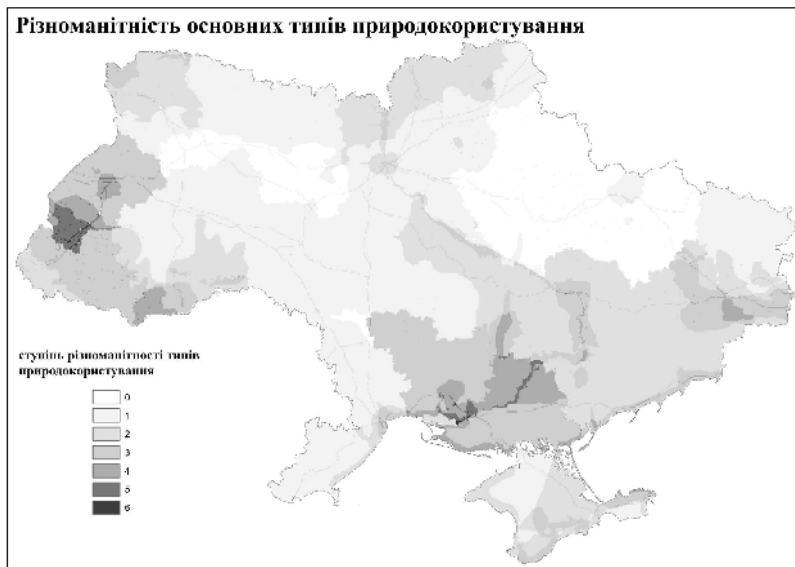 Різноманітність основних типів природокористування
ступінь різноманітності типів
природокористування
0
1
2
3
4
5
6